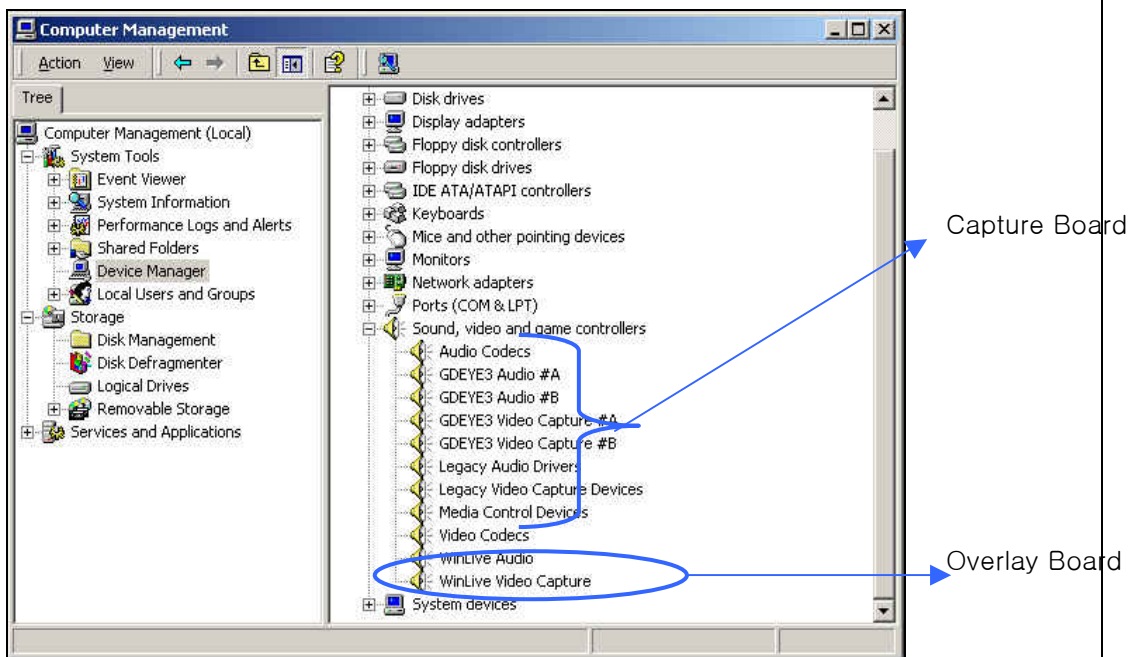 Computer Management
Action View
Tree
Computer Management (Local)
System Tools
Event Viewer
System Information
Performance Logs and Alerts
Shared Folders
Device Manager
Local Users and Groups
Storage
Disk Management
Disk Defragmenter
Logical Drives
Removable Storage
Services and Applications
Disk drives
Display adapters
Floppy disk controllers
Floppy disk drives
IDE ATA/ATAPI controllers
Keyboards
Mice and other pointing devices
Monitors
Network adapters
Ports (COM & LPT)
Sound, video and game controllers
Audio Codecs
GDEYE3 Audio #A
GDEYE3 Audio #B
GDEYE3 Video Capture #A
GDEYE3 Video Capture #B
Legacy Audio Drivers
Legacy Video Capture Devices
Media Control Devices
Video Codecs
WinLive Audio
WinLive Video Capture
System devices
Capture Board
Overlay Board